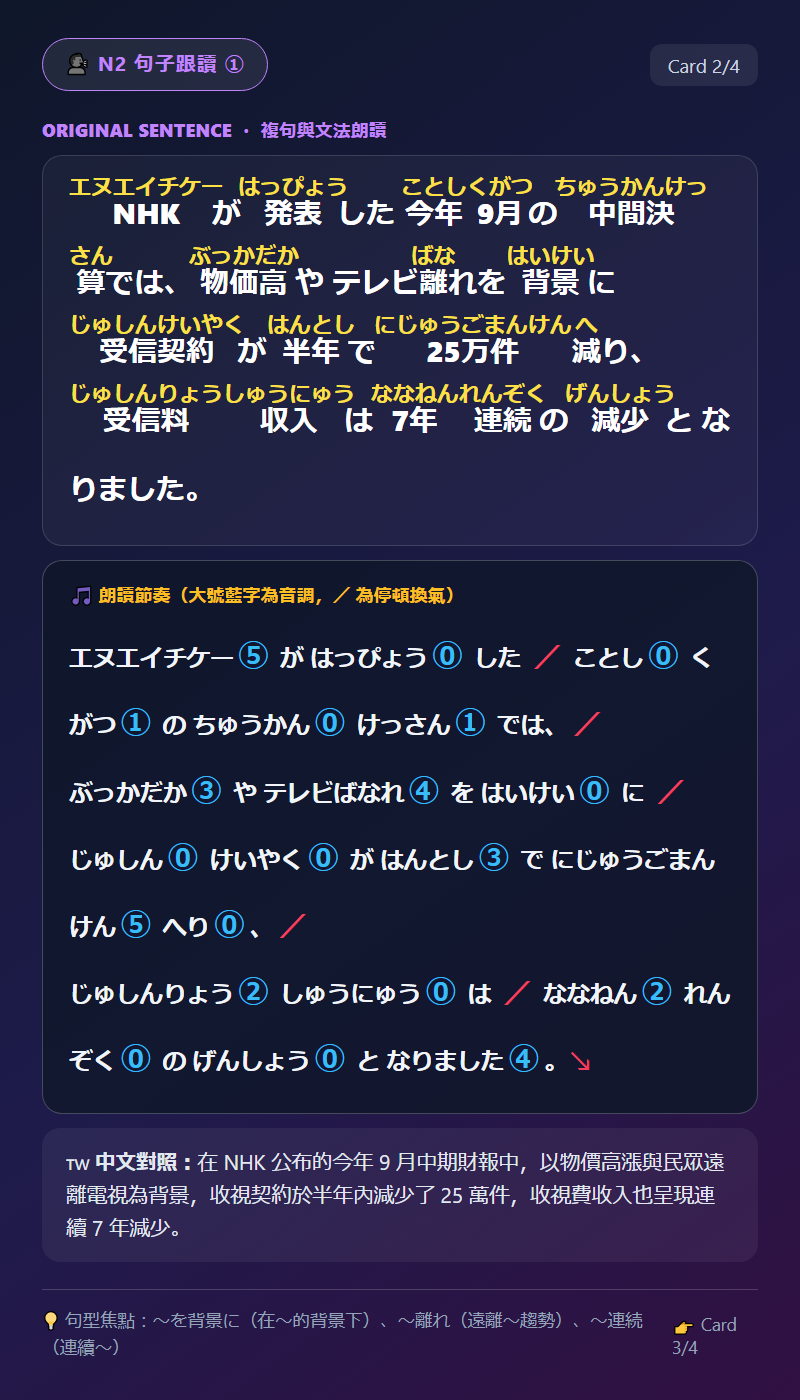 N2 句子跟讀 ①
Card 2/4
ORIGINAL SENTENCE ・ 複句與文法朗讀
エヌエイチケー はっぴょう ことしくがつ ちゅうかんけっ
NHK が 発表 した 今年 9月 の 中間決
さん ぶっかだか ばな はいけい
算では、 物価高 や テレビ離れを 背景 に
じゅしんけいやく はんとし にじゅうごまんけん へ
受信契約 が 半年 で 25万件 減り、
じゅしんりょうしゅうにゅう ななねんれんぞく げんしょう
受信料 収入 は 7年 連続 の 減少 と な
りました。
朗讀節奏（大號藍字為音調，／ 為停頓換氣）
エヌエイチケー ⑤ が はっぴょう ⓪ した ／ ことし ⓪ く
がつ ① の ちゅうかん ⓪ けっさん ① では、 ／
ぶっかだか ③ や テレビばなれ ④ を はいけい ⓪ に ／
じゅしん ⓪ けいやく ⓪ が はんとし ③ で にじゅうごまん
けん ⑤ へり ⓪ 、 ／
じゅしんりょう ② しゅうにゅう ⓪ は ／ ななねん ② れん
ぞく ⓪ の げんしょう ⓪ と なりました ④ 。 ↘
TW 中文對照：在 NHK 公布的今年 9 月中期財報中，以物價高漲與民眾遠
離電視為背景，收視契約於半年內減少了 25 萬件，收視費收入也呈現連
續 7 年減少。
💡 句型焦點：～を背景に（在～的背景下）、～離れ（遠離～趨勢）、～連続
（連續～）
👉 Card
3/4